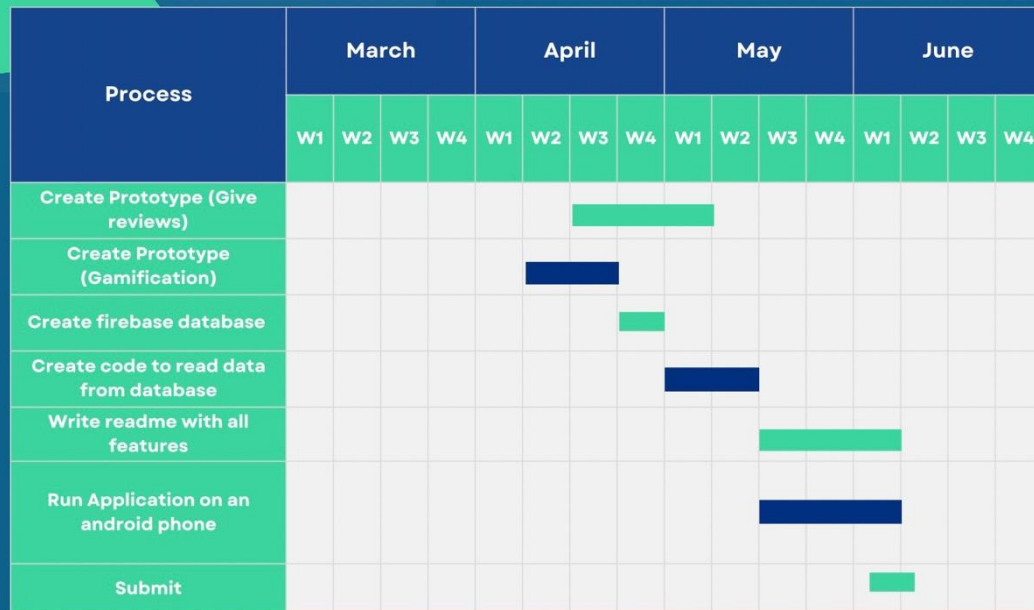 Process
March April May June
W1 W2 W3 W4 W1 W2 W3 W4 W1 W2 W3 W4 W1 W2 W3 W4
Create Prototype (Give
reviews)
Create Prototype
(Gamification)
Create firebase database
Create code to read data
from database
Write readme with all
features
Run Application on an
android phone
Submit